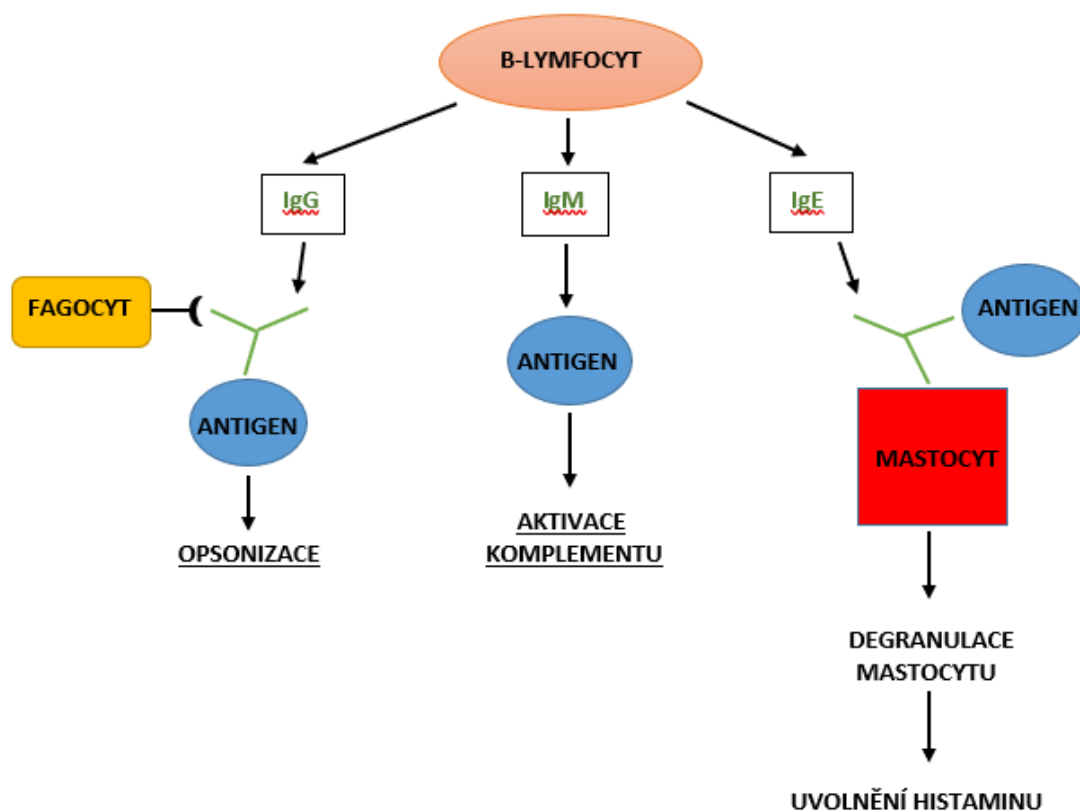 B-LYMFOCYT
IgG
IgM
IgE
FAGOCYT
ANTIGEN
ANTIGEN
ANTIGEN
MASTOCYT
OPSONIZACE
AKTIVACE
KOMPLEMENTU
DEGRANULACE
MASTOCYTU
UVOLNĚNÍ HISTAMINU